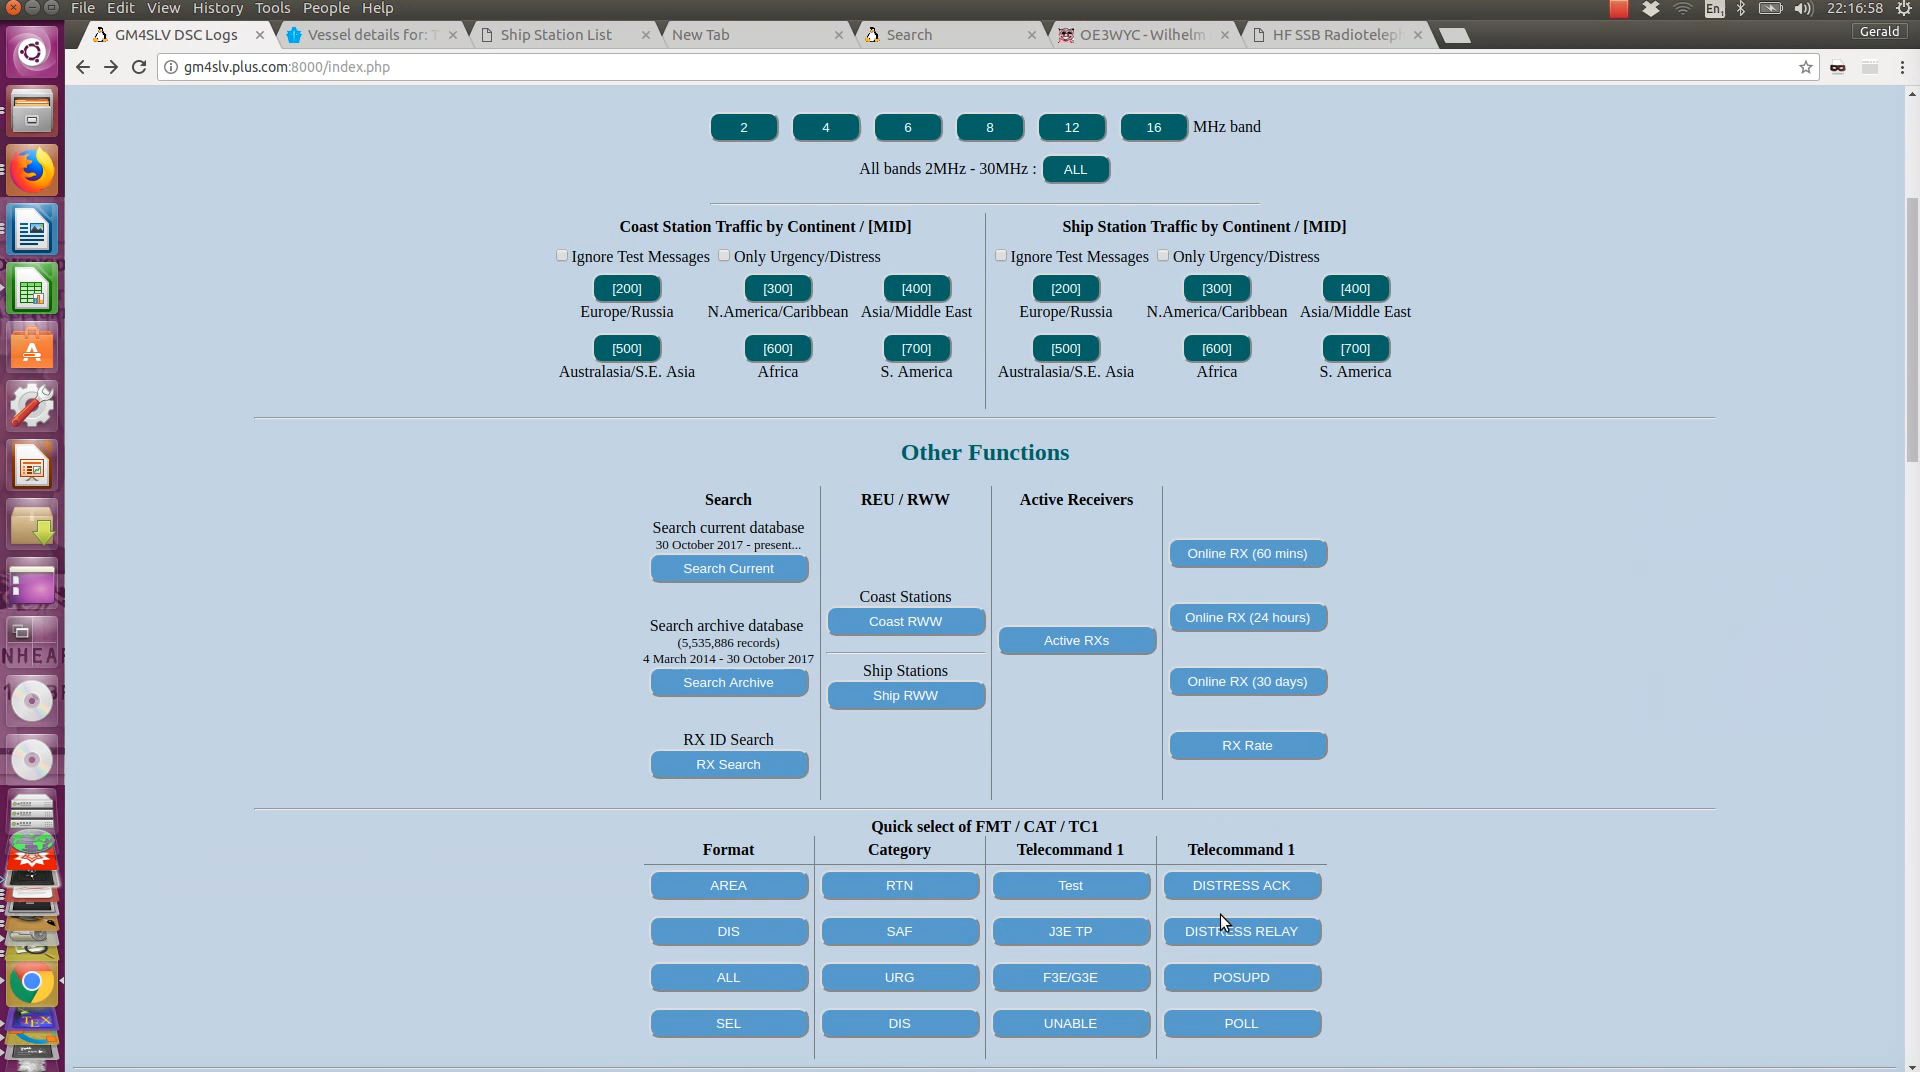 File Edit View History Tools People Help
En 22:16:58
GM4SLV DSC Logs
Vessel details for: T
Ship Station List
New Tab
Search
OE3WYC - Wilhelm
HF SSB Radioteleph
Gerald
gm4slv.plus.com:8000/index.php
2 4 6 8 12 16 MHz band
All bands 2MHz - 30MHz : ALL
Coast Station Traffic by Continent / [MID]
Ignore Test Messages Only Urgency/Distress
[200] [300] [400]
Europe/Russia N.America/Caribbean Asia/Middle East
[500] [600] [700]
Australasia/S.E. Asia Africa S. America
Ship Station Traffic by Continent / [MID]
Ignore Test Messages Only Urgency/Distress
[200] [300] [400]
Europe/Russia N.America/Caribbean Asia/Middle East
[500] [600] [700]
Australasia/S.E. Asia Africa S. America
Other Functions
Search
Search current database
30 October 2017 - present...
Search Current
Search archive database
(5,535,886 records)
4 March 2014 - 30 October 2017
Search Archive
RX ID Search
RX Search
REU / RWW
Coast Stations
Coast RWW
Ship Stations
Ship RWW
Active Receivers
Active RXs
Online RX (60 mins)
Online RX (24 hours)
Online RX (30 days)
RX Rate
Quick select of FMT / CAT / TC1
Format Category Telecommand 1 Telecommand 1
AREA RTN Test DISTRESS ACK
DIS SAF J3E TP DISTRESS RELAY
ALL URG F3E/G3E POSUPD
SEL DIS UNABLE POLL